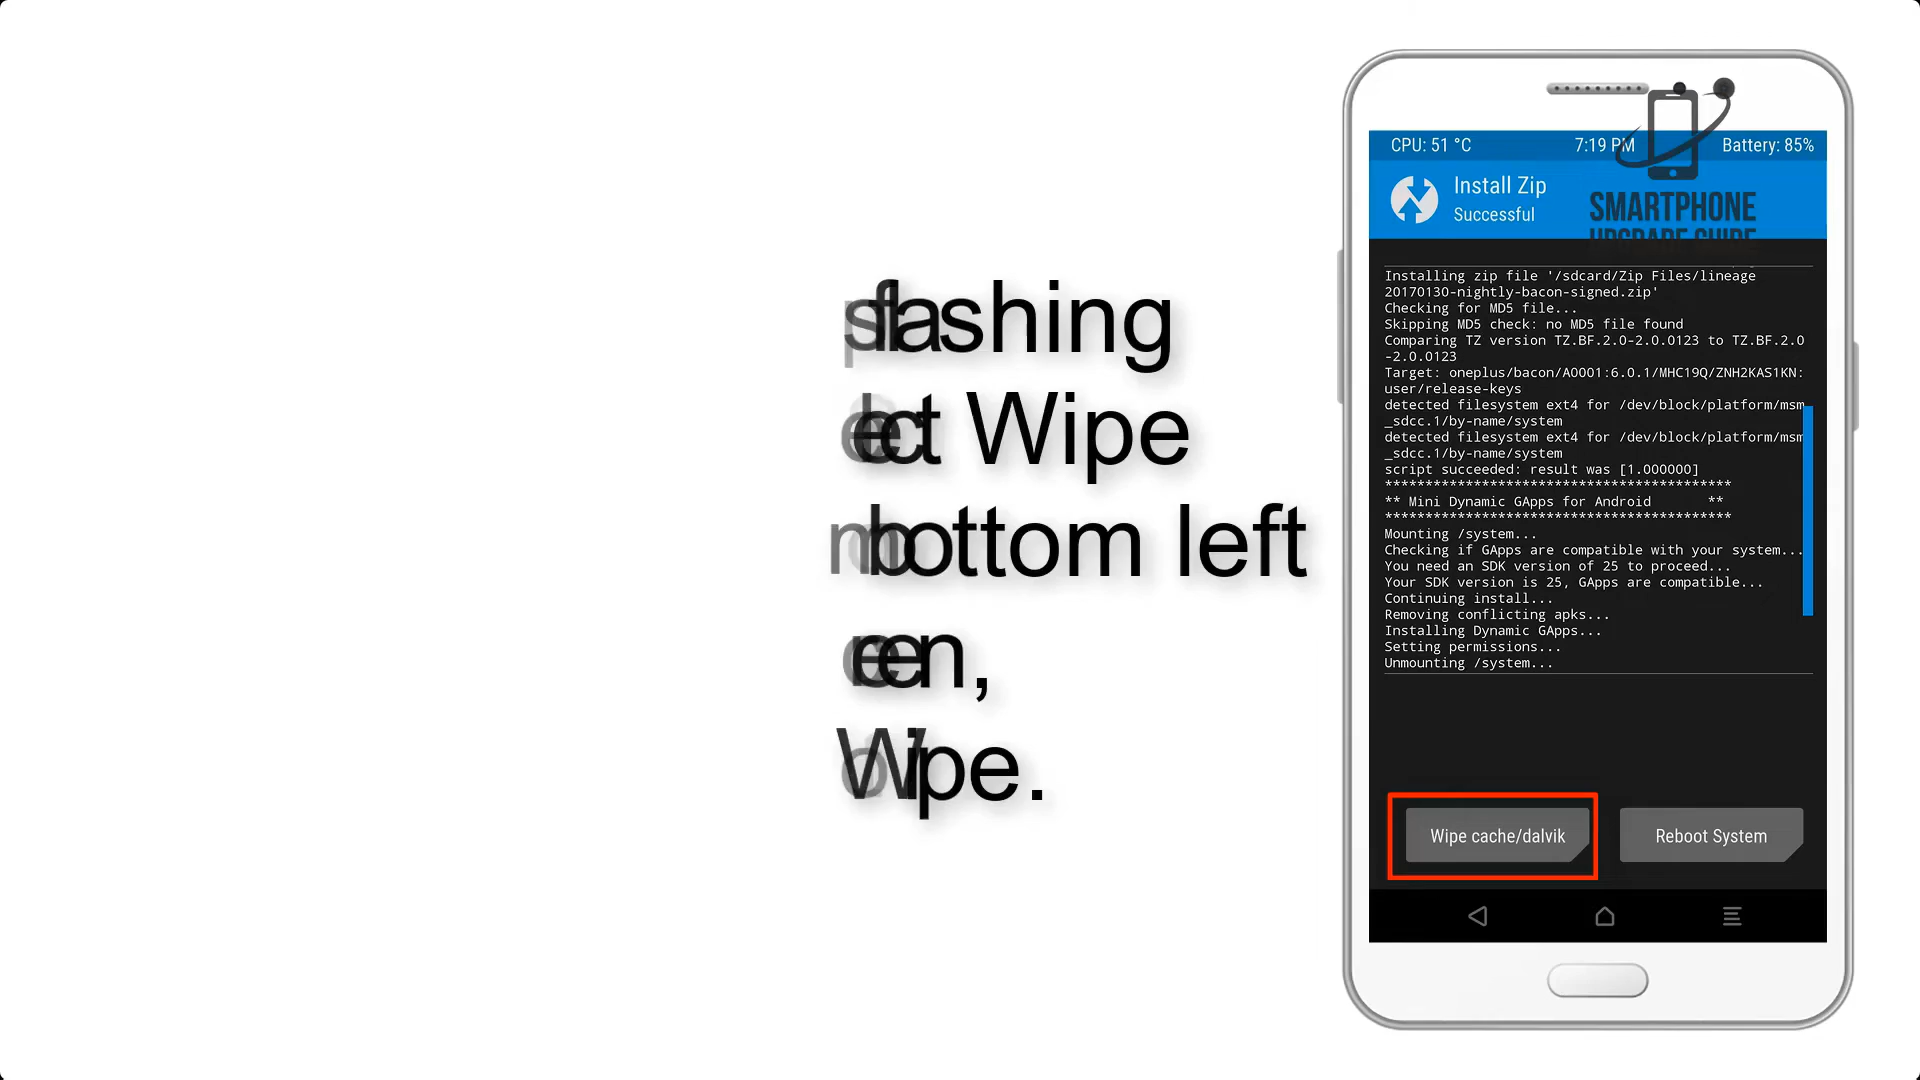 flashing
Wipe
bottom left
Wipe.
CPU: 51 °C 7:19 PM Battery: 85%
Install Zip
Successful
SMARTPHONE
UPGRADE GUIDE
Installing zip file '/sdcard/Zip Files/lineage
20170130-nightly-bacon-signed.zip'
Checking for MD5 file...
Skipping MD5 check: no MD5 file found
Comparing TZ version TZ.BF.2.0-2.0.0123 to TZ.BF.2.0
-2.0.0123
Target: oneplus/bacon/A0001:6.0.1/MHC19Q/ZNH2KAS1KN:
user/release-keys
detected filesystem ext4 for /dev/block/platform/msm
_sdcc.1/by-name/system
detected filesystem ext4 for /dev/block/platform/msm
_sdcc.1/by-name/system
script succeeded: result was [1.000000]
*******************************************
** Mini Dynamic GApps for Android **
*******************************************
Mounting /system...
Checking if GApps are compatible with your system...
You need an SDK version of 25 to proceed...
Your SDK version is 25, GApps are compatible...
Continuing install...
Removing conflicting apks...
Installing Dynamic GApps...
Setting permissions...
Unmounting /system...
Wipe cache/dalvik
Reboot System